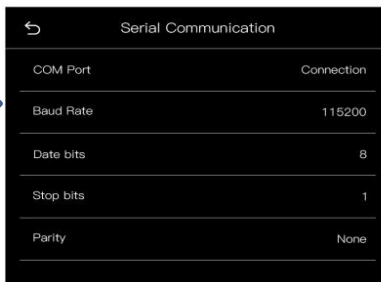 Serial Communication
COM Port Connection
Baud Rate 115200
Date bits 8
Stop bits 1
Parity None